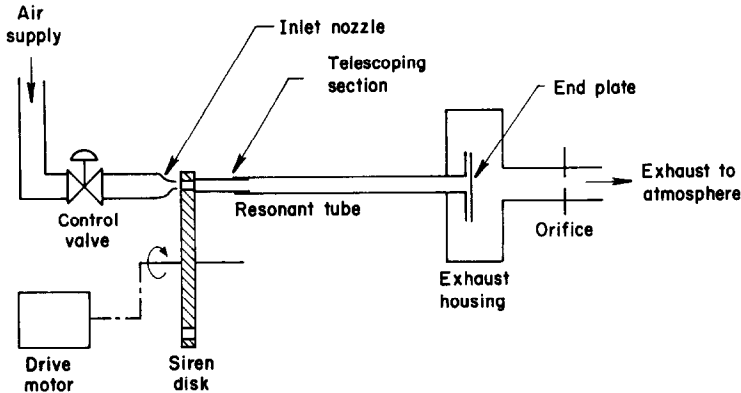 Air
supply
Inlet nozzle
Telescoping
section
End plate
Exhaust to
atmosphere
Control
valve
Resonant tube
Orifice
Exhaust
housing
Drive
motor
Siren
disk